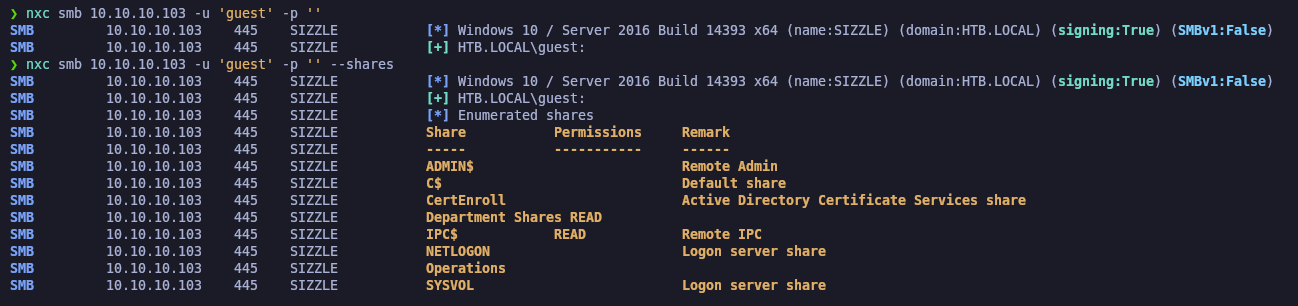 ❯ nxc smb 10.10.10.103 -u 'guest' -p ''
SMB 10.10.10.103 445 SIZZLE [*] Windows 10 / Server 2016 Build 14393 x64 (name:SIZZLE) (domain:HTB.LOCAL) (signing:True) (SMBv1:False)
SMB 10.10.10.103 445 SIZZLE [+] HTB.LOCAL\guest:
❯ nxc smb 10.10.10.103 -u 'guest' -p '' --shares
SMB 10.10.10.103 445 SIZZLE [*] Windows 10 / Server 2016 Build 14393 x64 (name:SIZZLE) (domain:HTB.LOCAL) (signing:True) (SMBv1:False)
SMB 10.10.10.103 445 SIZZLE [+] HTB.LOCAL\guest:
SMB 10.10.10.103 445 SIZZLE [*] Enumerated shares
SMB 10.10.10.103 445 SIZZLE Share Permissions Remark
SMB 10.10.10.103 445 SIZZLE ----- ----------- ------
SMB 10.10.10.103 445 SIZZLE ADMIN$ Remote Admin
SMB 10.10.10.103 445 SIZZLE C$ Default share
SMB 10.10.10.103 445 SIZZLE CertEnroll Active Directory Certificate Services share
SMB 10.10.10.103 445 SIZZLE Department Shares READ
SMB 10.10.10.103 445 SIZZLE IPC$ READ Remote IPC
SMB 10.10.10.103 445 SIZZLE NETLOGON Logon server share
SMB 10.10.10.103 445 SIZZLE Operations
SMB 10.10.10.103 445 SIZZLE SYSVOL Logon server share